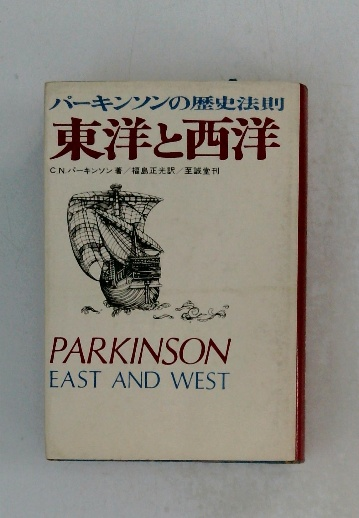 パーキンソンの歴史法則
東洋と西洋
C.N.パーキンソン著／福島正光訳／至誠堂刊
PARKINSON
EAST AND WEST